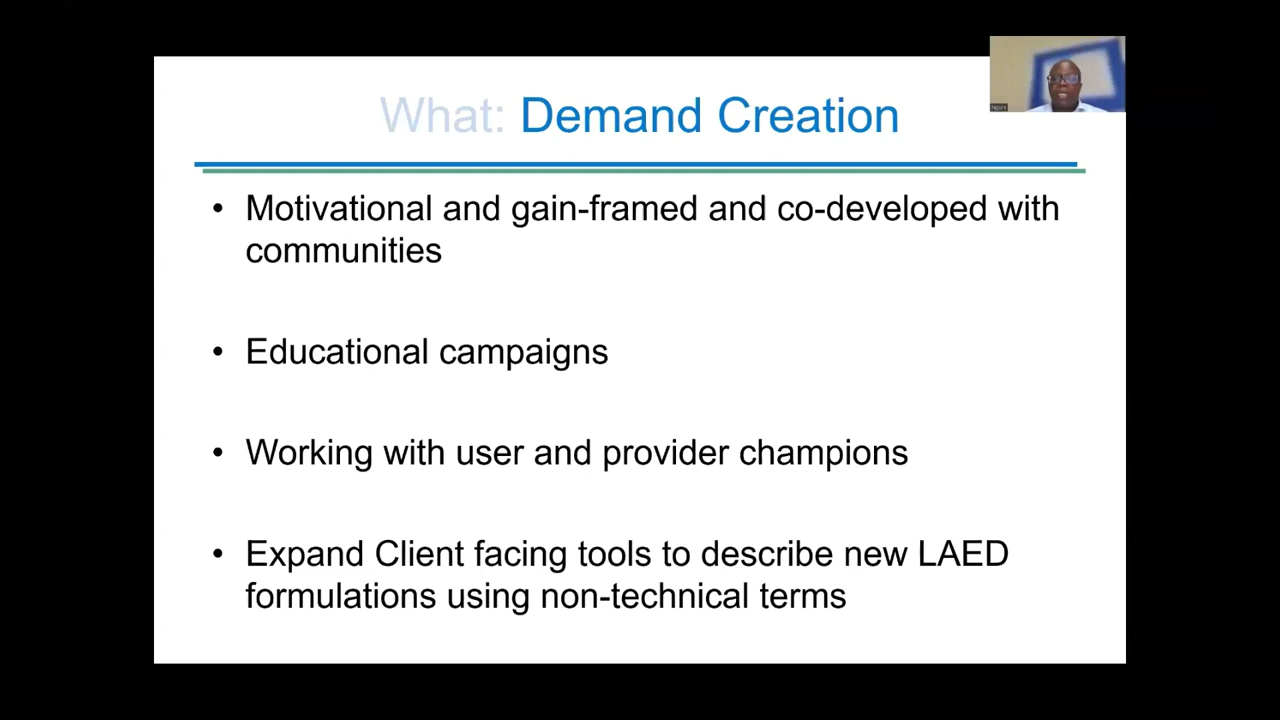 What: Demand Creation
• Motivational and gain-framed and co-developed with
communities
• Educational campaigns
• Working with user and provider champions
• Expand Client facing tools to describe new LAED
formulations using non-technical terms